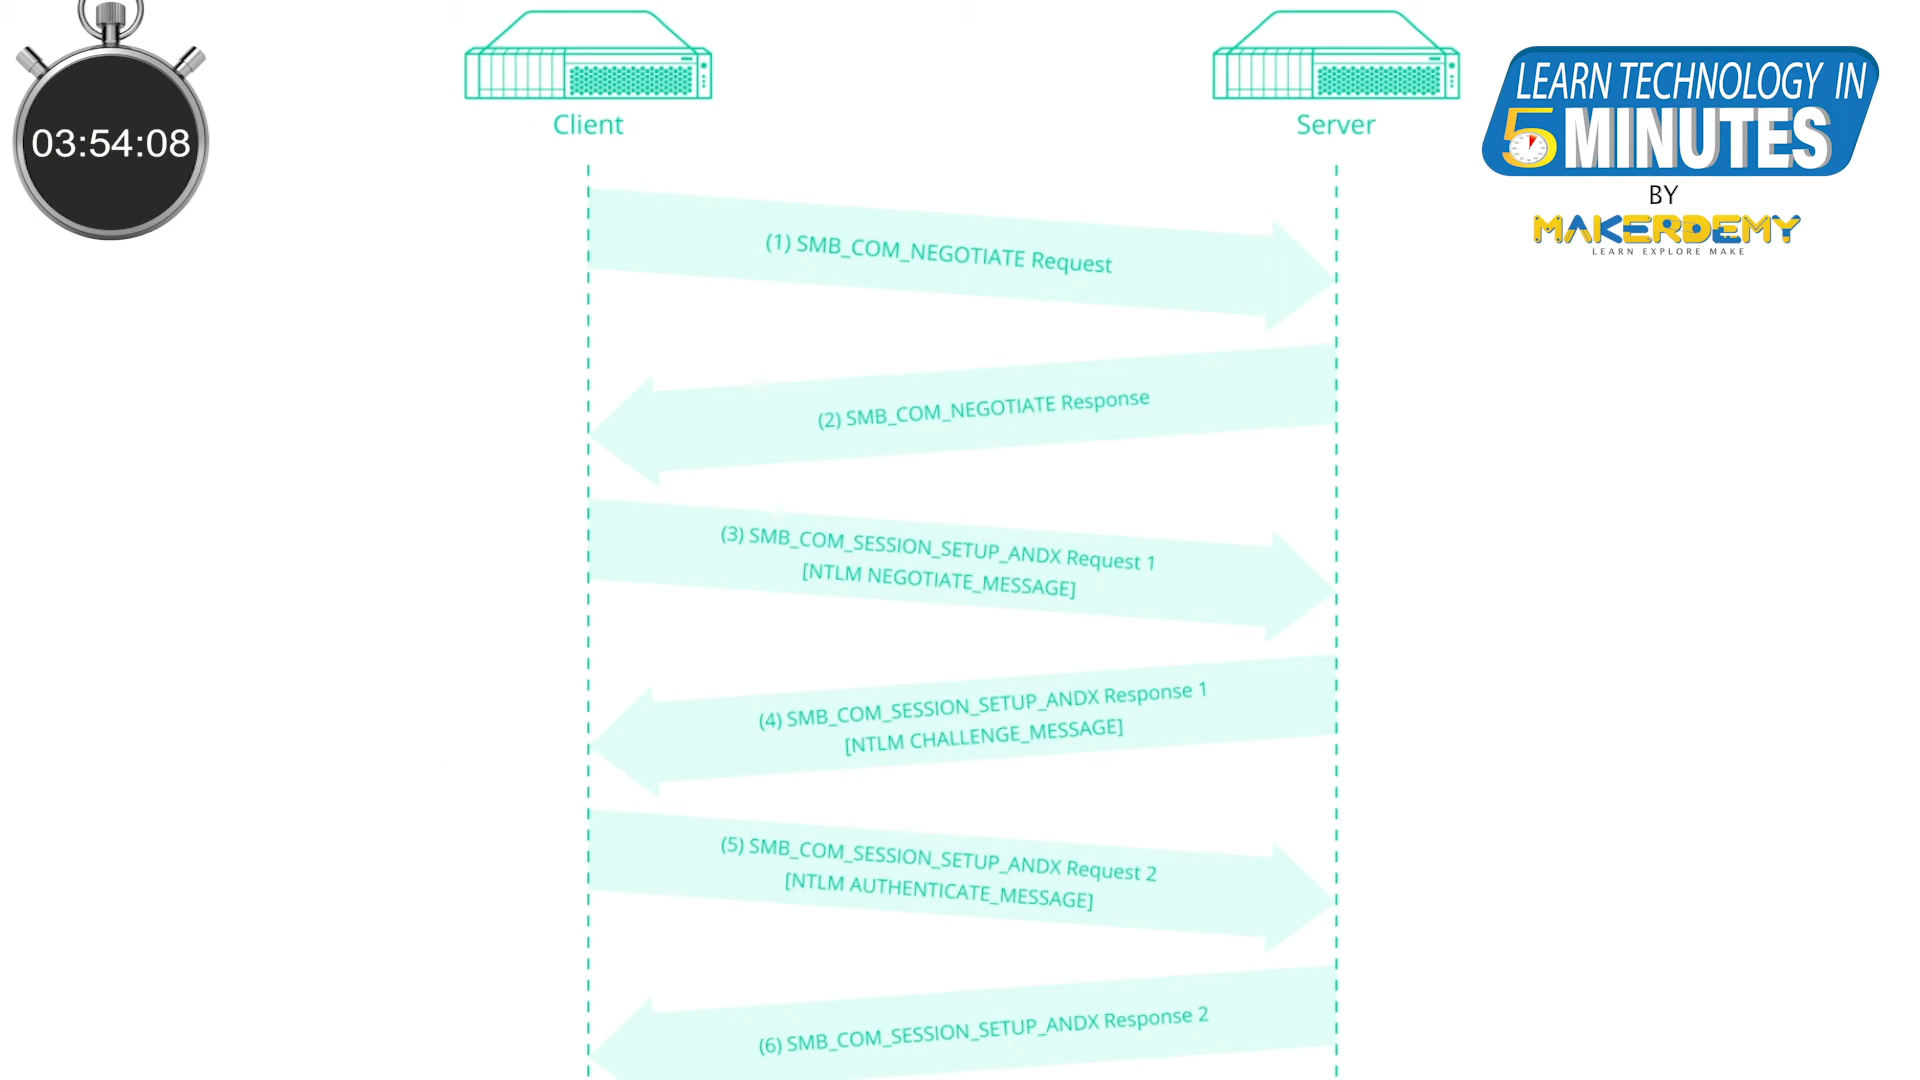 03:54:08
Client
Server
LEARN TECHNOLOGY IN
5 MINUTES
BY
MAKERDEMY
LEARN EXPLORE MAKE
(1) SMB_COM_NEGOTIATE Request
(2) SMB_COM_NEGOTIATE Response
(3) SMB_COM_SESSION_SETUP_ANDX Request 1
[NTLM NEGOTIATE_MESSAGE]
(4) SMB_COM_SESSION_SETUP_ANDX Response 1
[NTLM CHALLENGE_MESSAGE]
(5) SMB_COM_SESSION_SETUP_ANDX Request 2
[NTLM AUTHENTICATE_MESSAGE]
(6) SMB_COM_SESSION_SETUP_ANDX Response 2